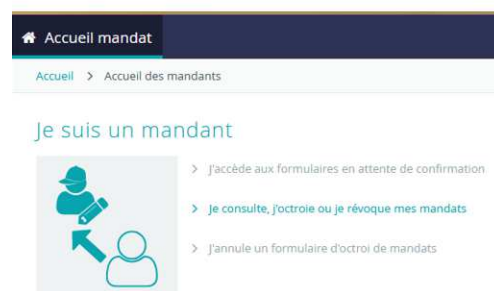 Accueil mandat
Accueil > Accueil des mandants
Je suis un mandant
> J'accède aux formulaires en attente de confirmation
> Je consulte, j'octroie ou je révoque mes mandats
> J'annule un formulaire d'octroi de mandats